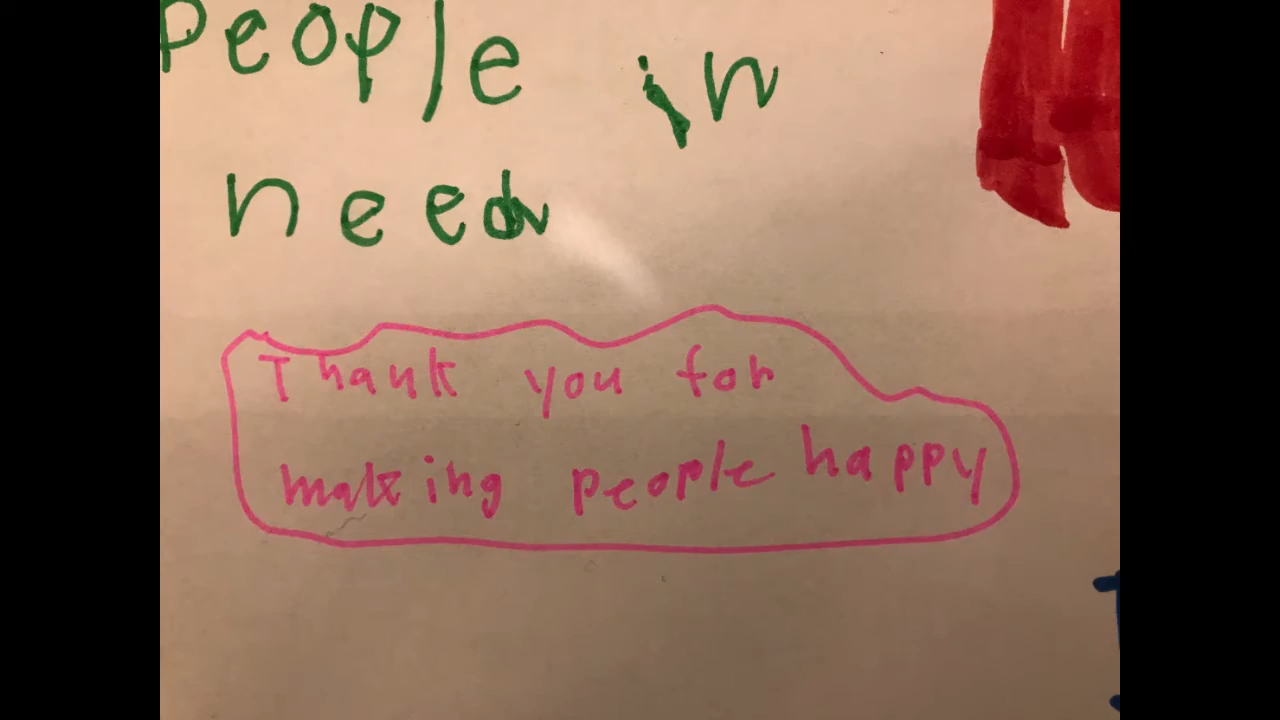 people in
need
Thank you for
making people happy